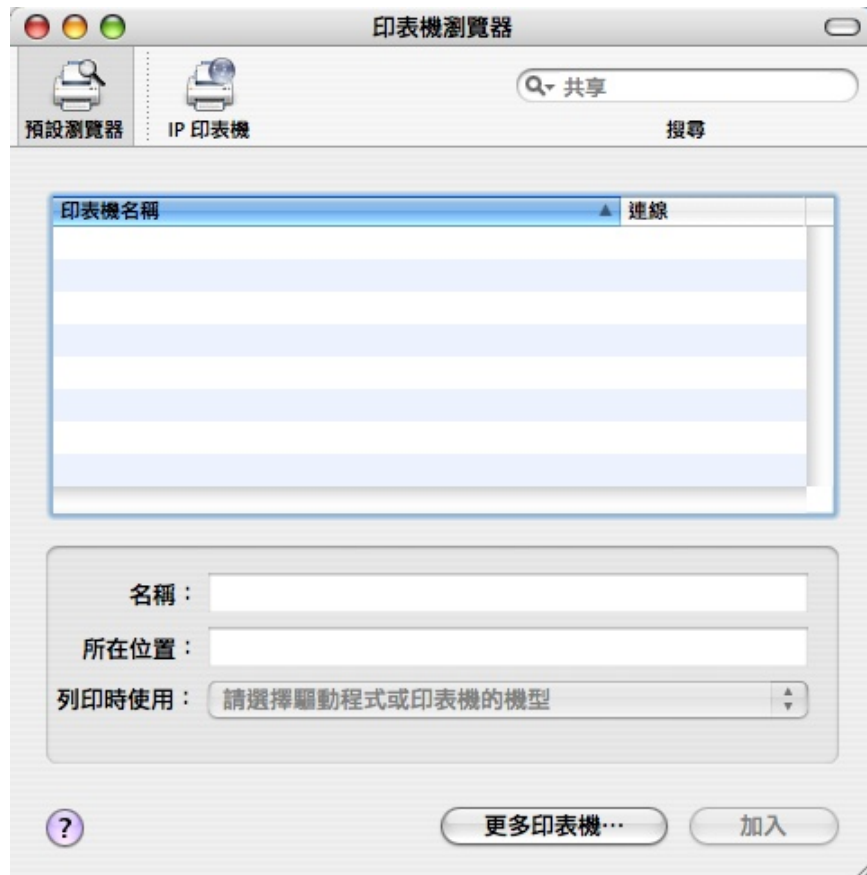 印表機瀏覽器
預設瀏覽器
IP 印表機
共享
搜尋
印表機名稱
連線
名稱：
所在位置：
列印時使用：
請選擇驅動程式或印表機的機型
?
更多印表機…
加入